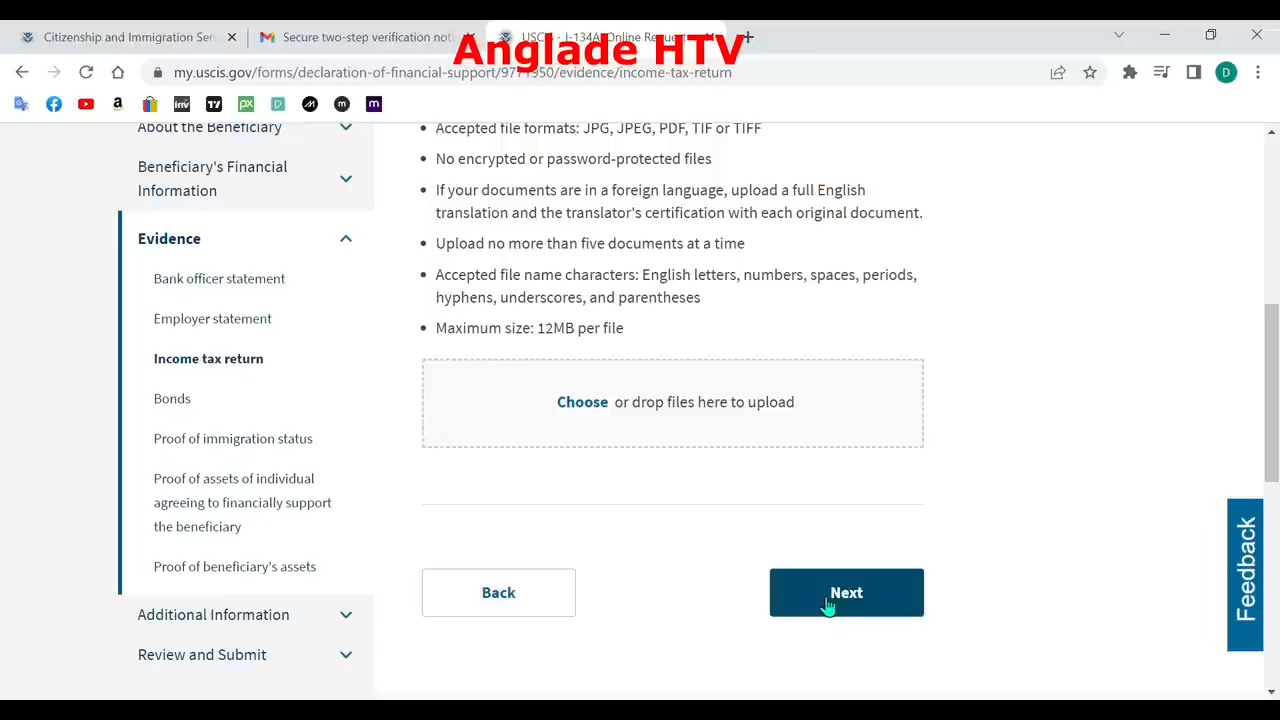 Citizenship and Immigration Ser
Secure two-step verification not
Anglade HTV
my.uscis.gov/forms/declaration-of-financial-support/9771950/evidence/income-tax-return
D
About the Beneficiary
Beneficiary's Financial
Information
Evidence
Bank officer statement
Employer statement
Income tax return
Bonds
Proof of immigration status
Proof of assets of individual
agreeing to financially support
the beneficiary
Proof of beneficiary's assets
Additional Information
Review and Submit
• Accepted file formats: JPG, JPEG, PDF, TIF or TIFF
• No encrypted or password-protected files
• If your documents are in a foreign language, upload a full English
translation and the translator's certification with each original document.
• Upload no more than five documents at a time
• Accepted file name characters: English letters, numbers, spaces, periods,
hyphens, underscores, and parentheses
• Maximum size: 12MB per file
Choose or drop files here to upload
Back
Next
Feedback